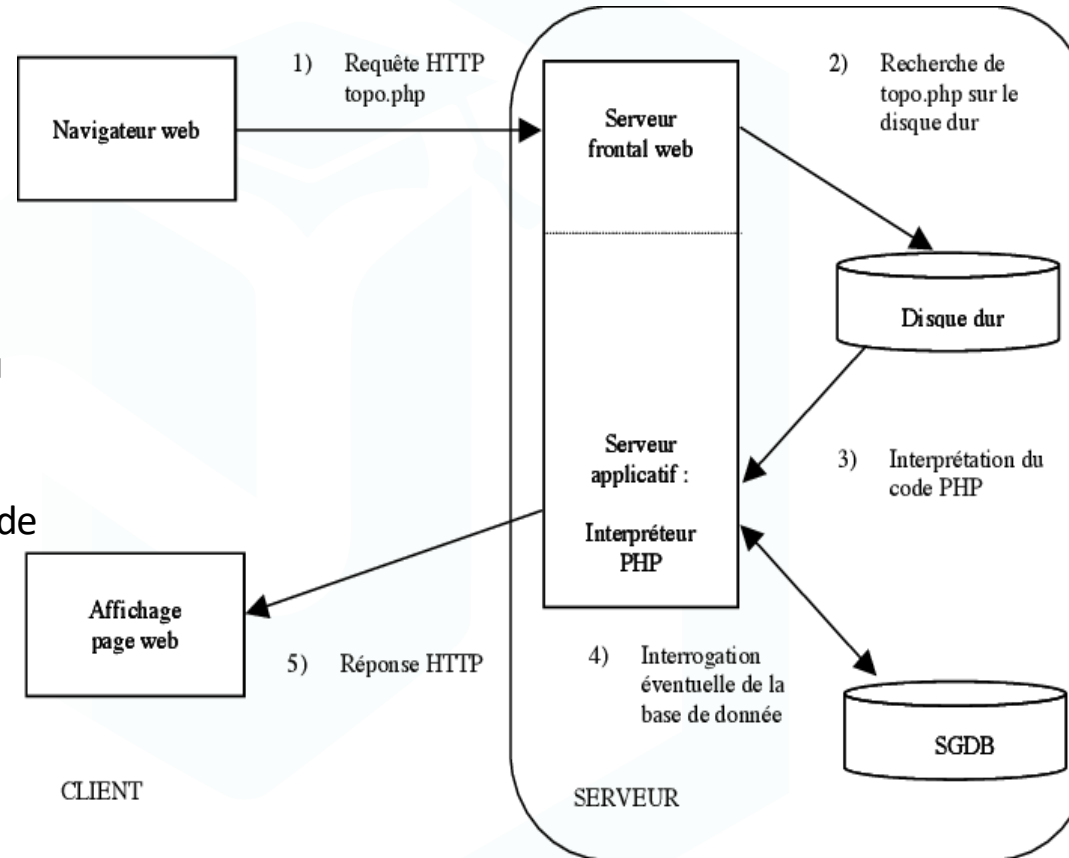 1) Requête HTTP
topo.php
2) Recherche de
topo.php sur le
disque dur
Navigateur web
Serveur
frontal web
Disque dur
de
Serveur
applicatif :
Interpréteur
PHP
3) Interprétation du
code PHP
Affichage
page web
5) Réponse HTTP
4) Interrogation
éventuelle de la
base de donnée
SGDB
CLIENT
SERVEUR